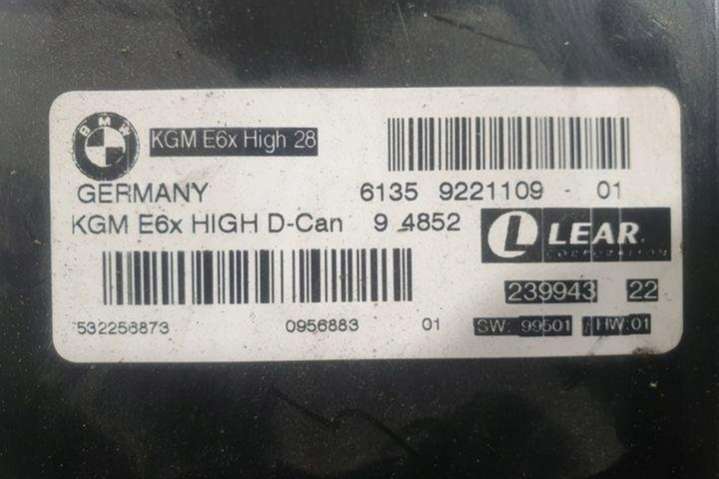 BMW
KGM E6x High 28
GERMANY 6135 9221109 - 01
KGM E6x HIGH D-Can 9 4852
L LEAR
CORPORATION
239943 22
532256873 0956883 01 SW: 99501 HW:01